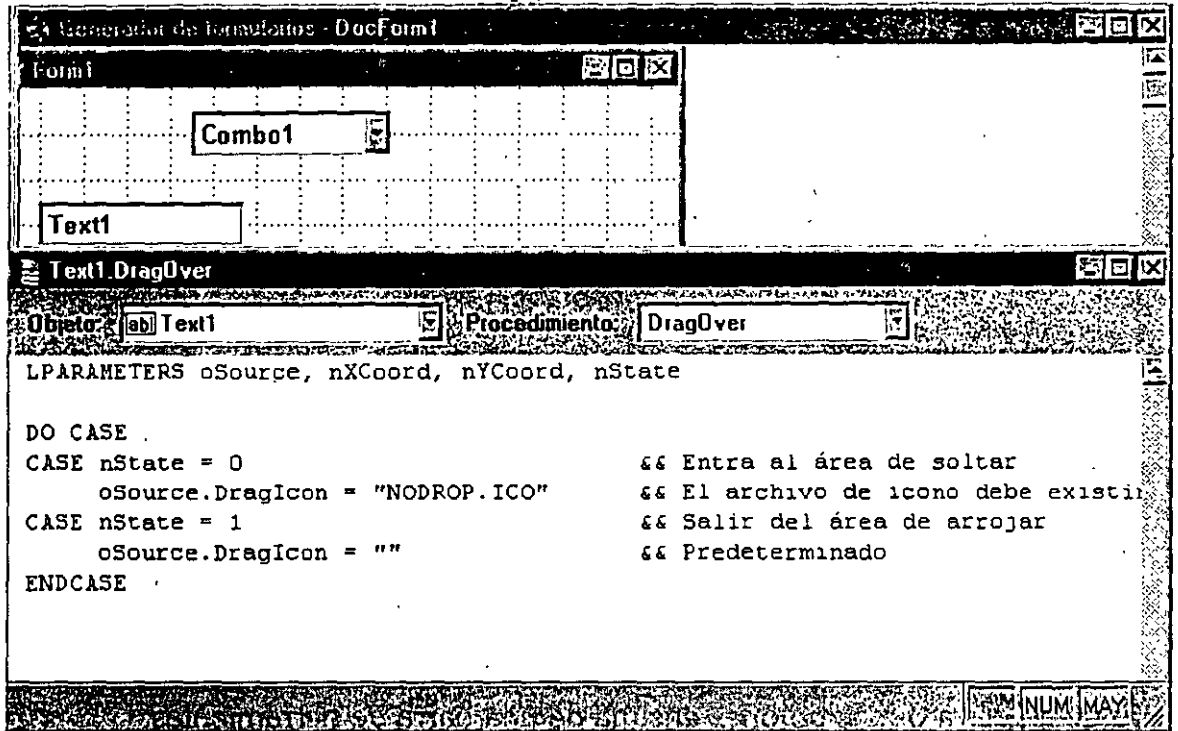 Generador de formularios - DocForm1
Form1
Combo1
Text1
Text1.DragOver
Objeto: abl Text1 Procedimiento: DragOver
LPARAMETERS oSource, nXCoord, nYCoord, nState
DO CASE
CASE nState = 0 && Entra al área de soltar
oSource.DragIcon = "NODROP.ICO" && El archivo de icono debe existir
CASE nState = 1 && Salir del área de arrojar
oSource.DragIcon = "" && Predeterminado
ENDCASE
NUM MAY